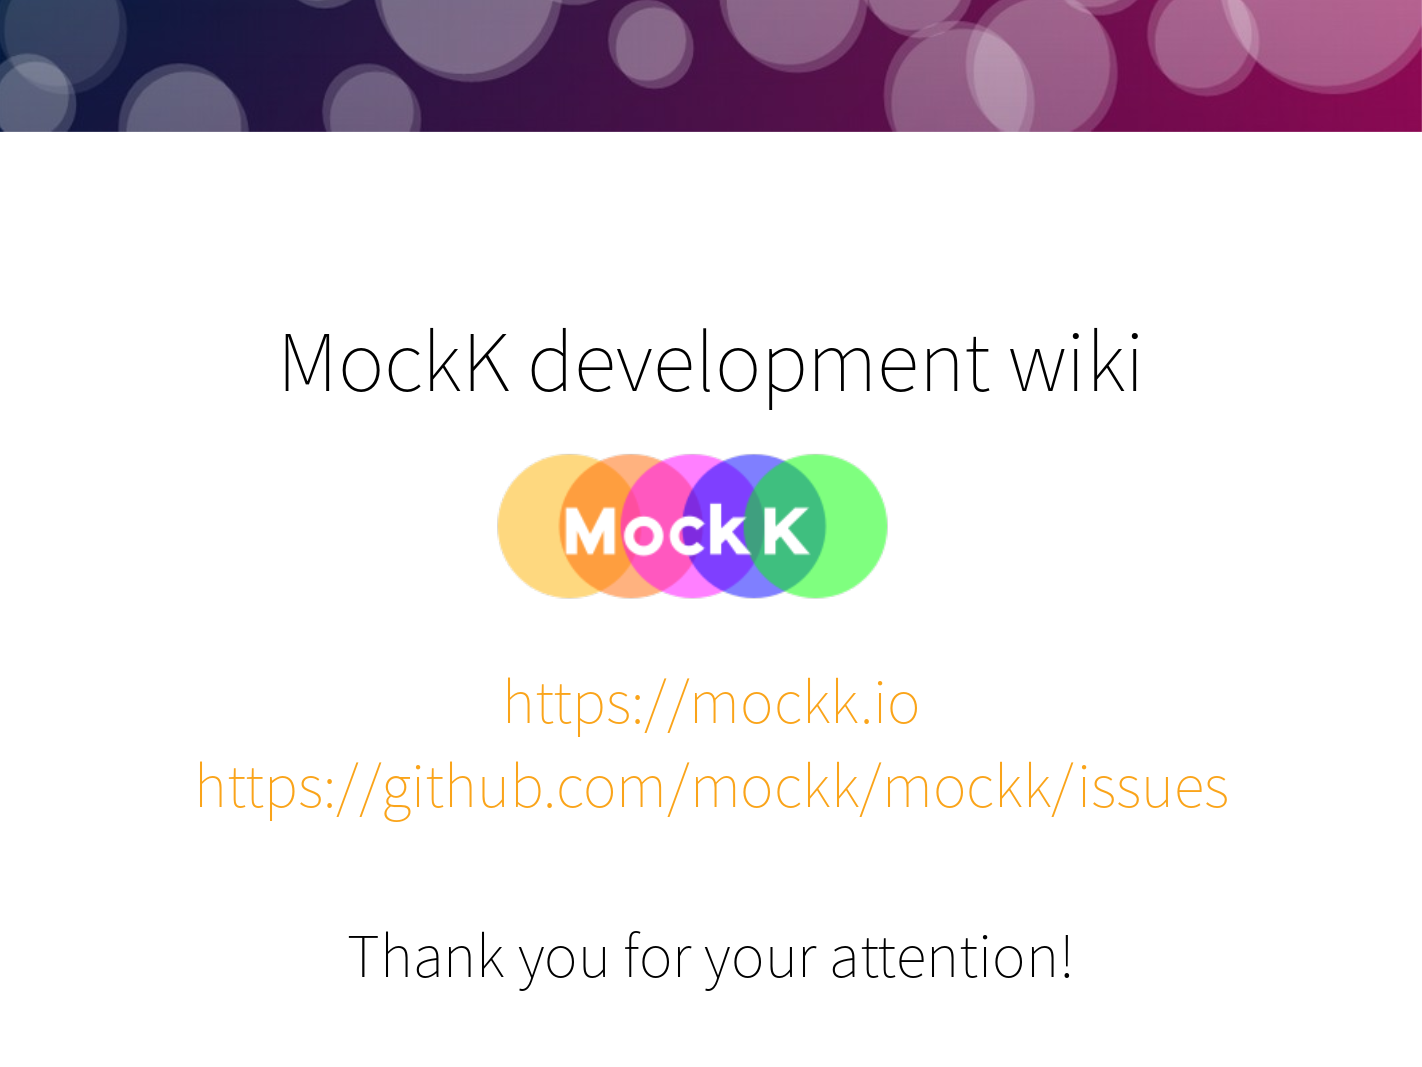 MockK development wiki
MockK
https://mockk.io
https://github.com/mockk/mockk/issues
Thank you for your attention!